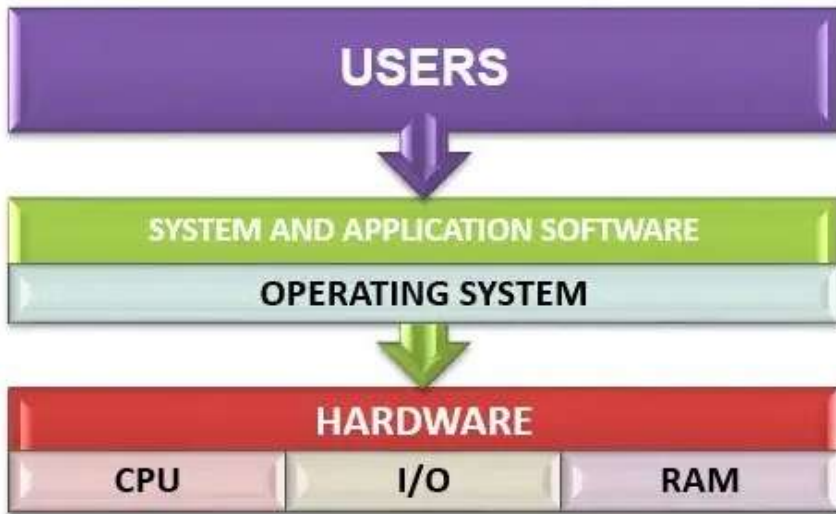 USERS
SYSTEM AND APPLICATION SOFTWARE
OPERATING SYSTEM
HARDWARE
CPU I/O RAM